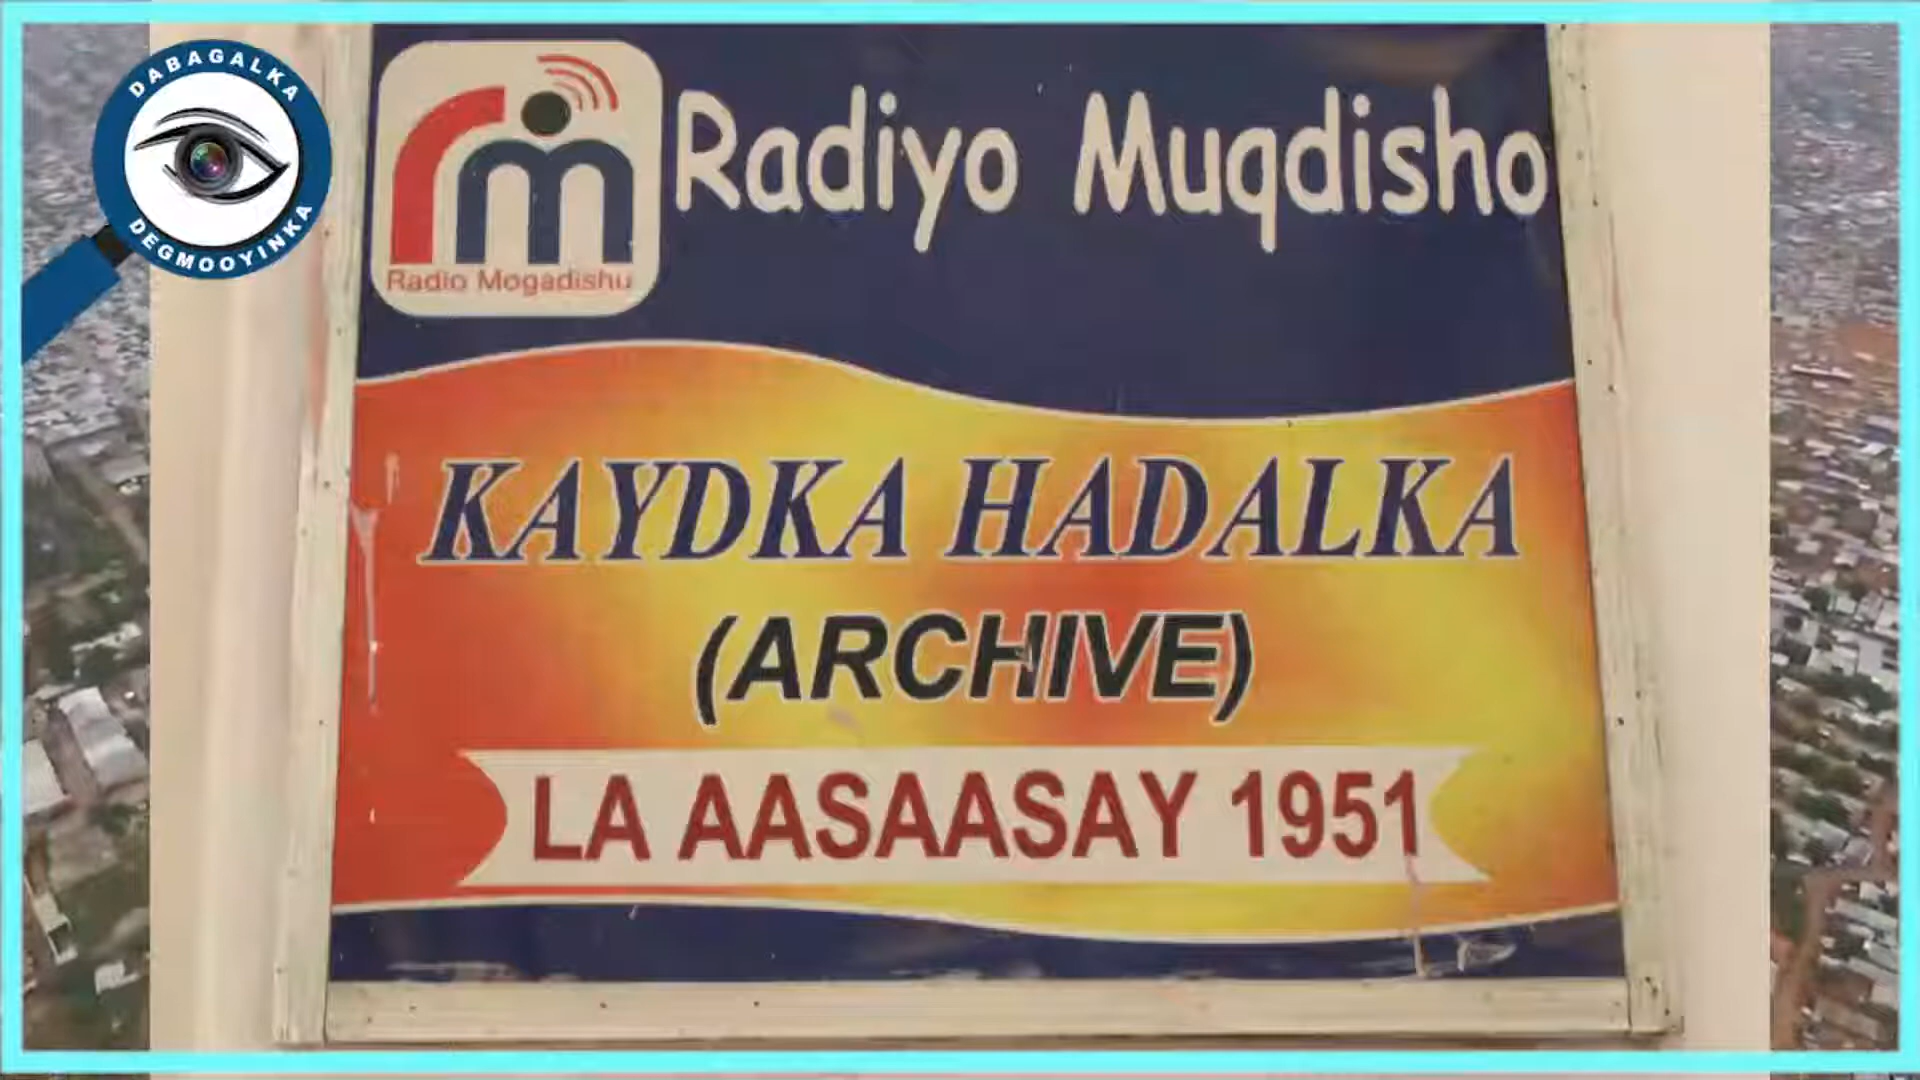 DABAGALKA
DEGMOOYINKA
Radio Mogadishu
Radiyo Muqdisho
KAYDKA HADALKA
(ARCHIVE)
LA AASAASAY 1951